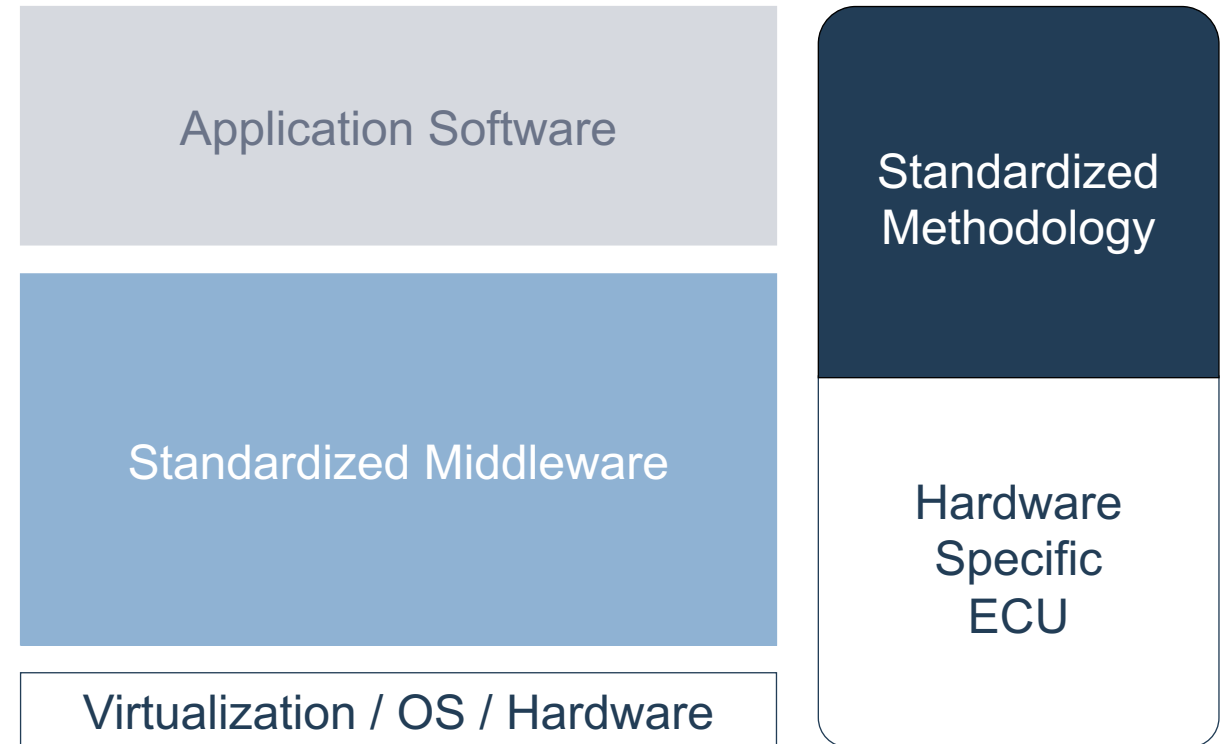 Application Software
Standardized Middleware
Virtualization / OS / Hardware
Standardized
Methodology
Hardware
Specific
ECU